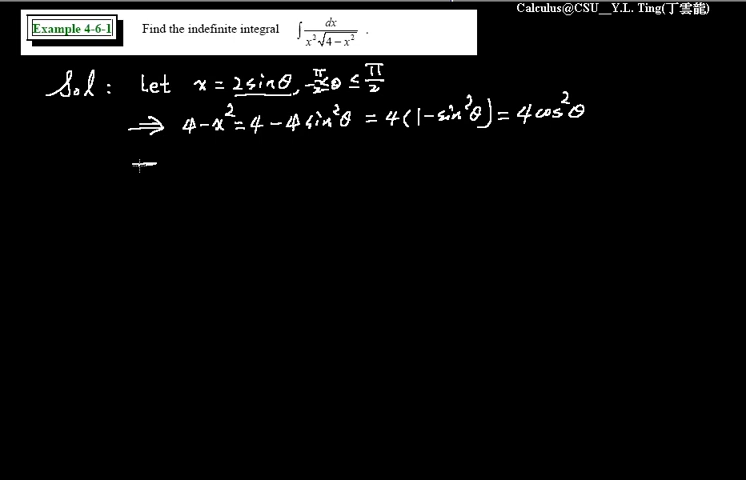 Calculus@CSU__Y.L. Ting(丁雲龍)
Example 4-6-1 Find the indefinite integral ∫ dx / (x²√(4−x²)) .
Sol : Let x = 2sinθ, −π/2 ≤ θ ≤ π/2
⇒ 4−x² = 4−4sin²θ = 4(1−sin²θ) = 4cos²θ